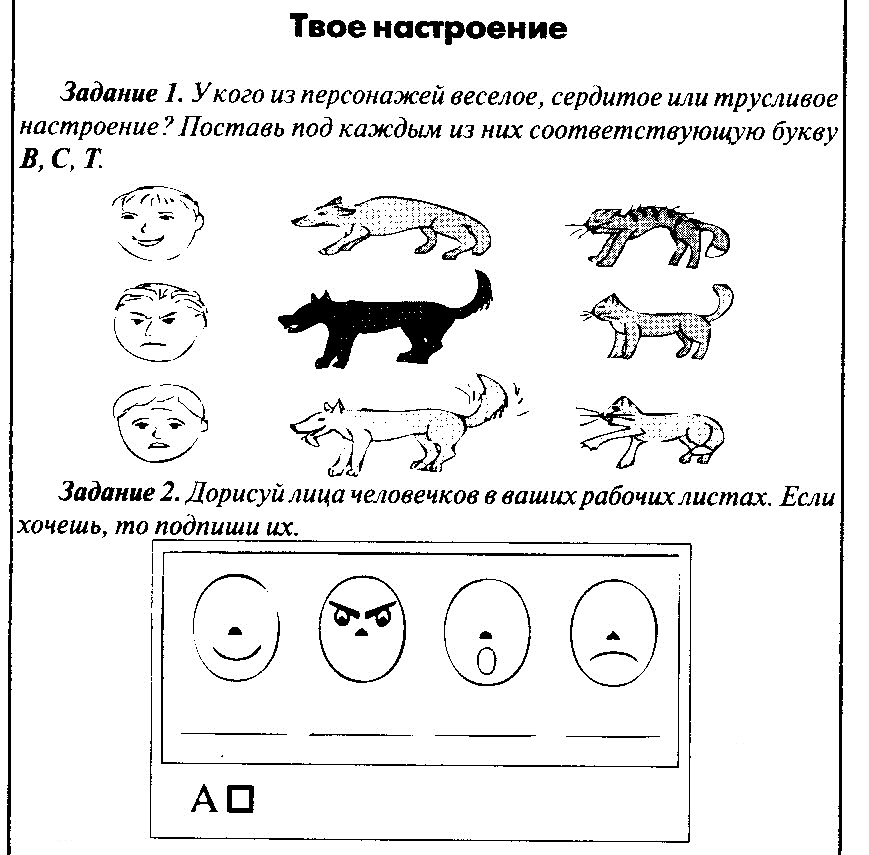 Твое настроение
Задание 1. У кого из персонажей веселое, сердитое или трусливое
настроение? Поставь под каждым из них соответствующую букву
В, С, Т.
Задание 2. Дорисуй лица человечков в ваших рабочих листах. Если
хочешь, то подпиши их.
А